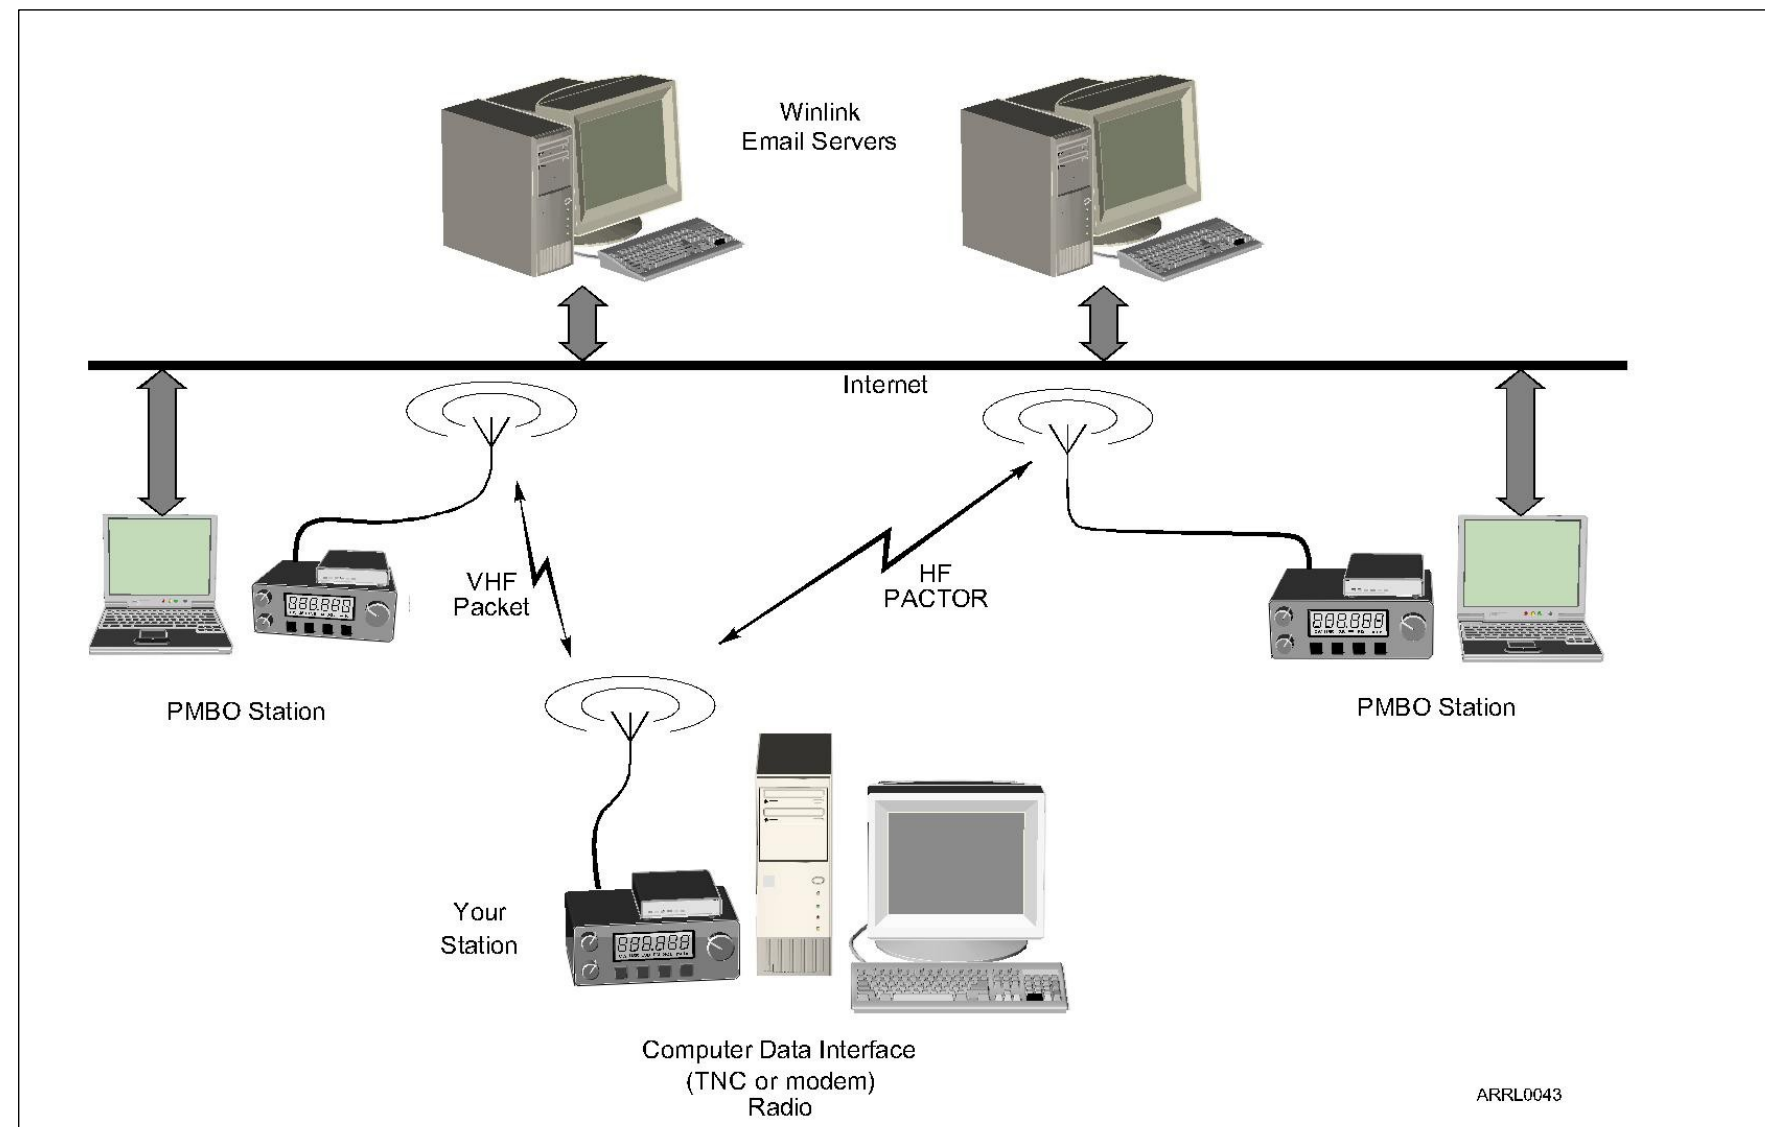 Winlink
Email Servers
Internet
VHF
Packet
HF
PACTOR
PMBO Station
PMBO Station
Your
Station
Computer Data Interface
(TNC or modem)
Radio
ARRL0043